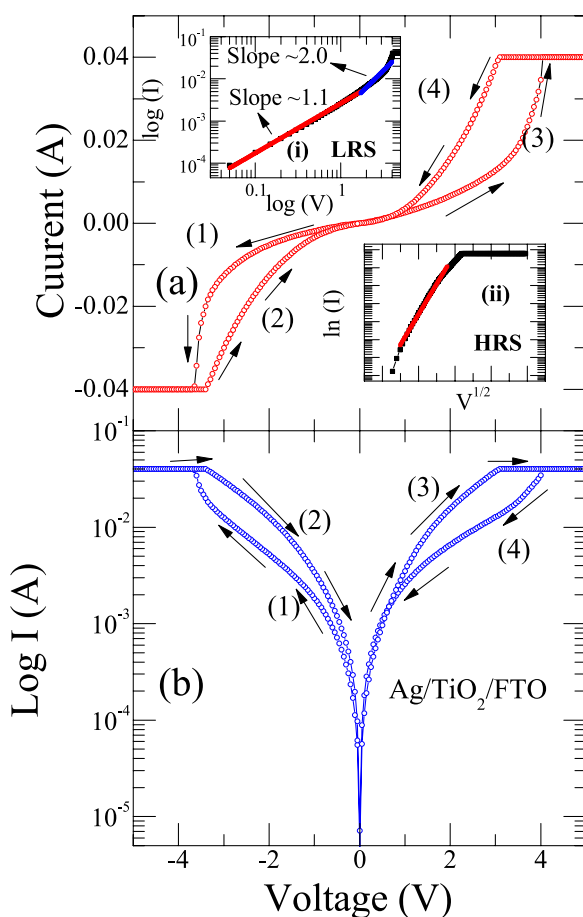 0.04
0.02
0.00
-0.02
-0.04
Cuurent (A)
(a)
(1)
(2)
(3)
(4)
Slope ~2.0
Slope ~1.1
(i)
LRS
log (I)
10⁻¹
10⁻²
10⁻⁴
0.1
1
log (V)
(ii)
HRS
ln (I)
V^1/2
10⁻¹
10⁻²
10⁻³
10⁻⁴
10⁻⁵
Log I (A)
(b)
(1)
(2)
(3)
(4)
Ag/TiO₂/FTO
-4 -2 0 2 4
Voltage (V)